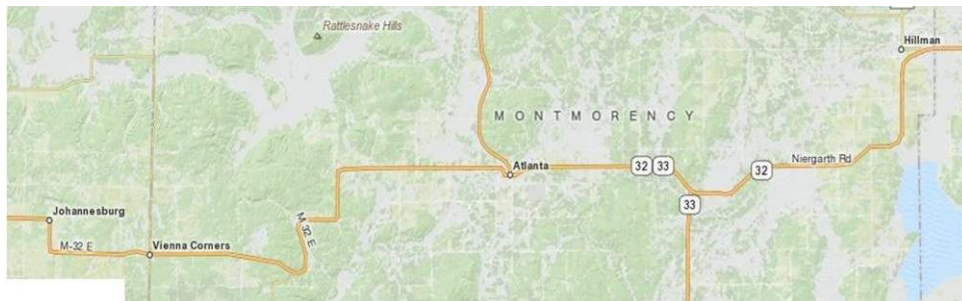 Rattlesnake Hills
Hillman
MONTMORENCY
Atlanta
32 33
32
Niergarth Rd
33
Johannesburg
M-32 E
M-32 E
Vienna Corners